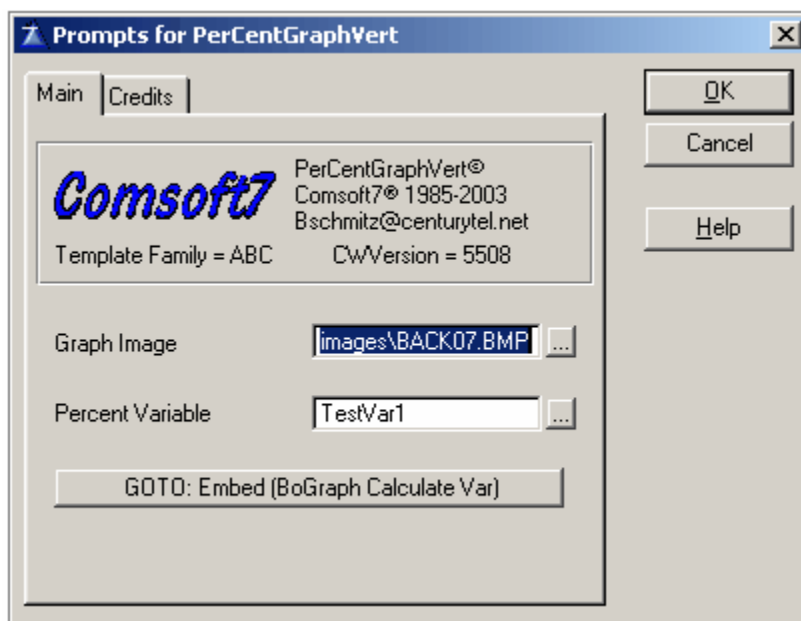 Prompts for PerCentGraphVert
Main
Credits
OK
Cancel
Help
Comsoft7
PerCentGraphVert©
Comsoft7® 1985-2003
Bschmitz@centurytel.net
Template Family = ABC
CWVersion = 5508
Graph Image
images\BACK07.BMP
...
Percent Variable
TestVar1
...
GOTO: Embed (BoGraph Calculate Var)